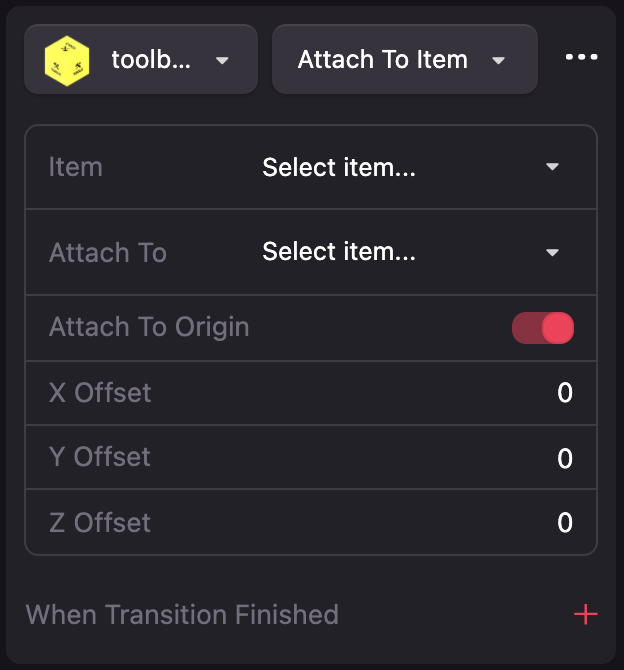 toolb... Attach To Item
Item Select item...
Attach To Select item...
Attach To Origin
X Offset 0
Y Offset 0
Z Offset 0
When Transition Finished